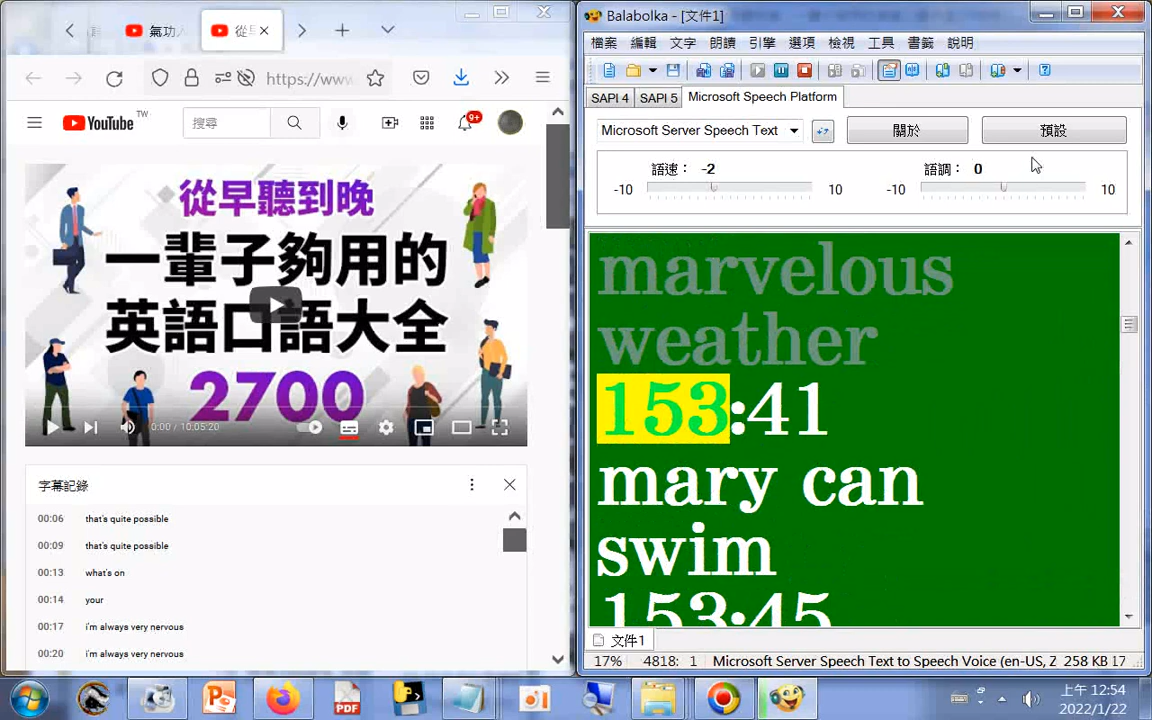 氣功
從
https://www
YouTube TW
搜尋
9+
從早聽到晚
一輩子夠用的
英語口語大全
2700
0:00 / 10:05:20
字幕記錄
00:06 that's quite possible
00:09 that's quite possible
00:13 what's on
00:14 your
00:17 i'm always very nervous
00:20 i'm always very nervous
Balabolka - [文件1]
檔案 編輯 文字 朗讀 引擎 選項 檢視 工具 書籤 說明
SAPI 4 SAPI 5 Microsoft Speech Platform
Microsoft Server Speech Text
關於 預設
語速： -2 語調： 0
-10 10 -10 10
marvelous
weather
153:41
mary can
swim
153:45
文件1
17% 4818: 1 Microsoft Server Speech Text to Speech Voice (en-US, Z 258 KB 17
PDF
上午 12:54
2022/1/22